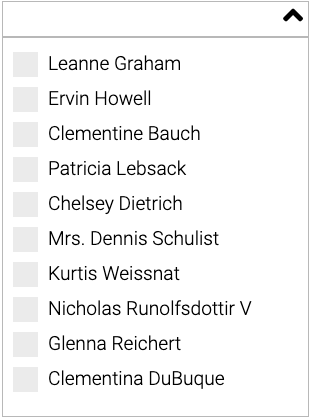 Leanne Graham
Ervin Howell
Clementine Bauch
Patricia Lebsack
Chelsey Dietrich
Mrs. Dennis Schulist
Kurtis Weissnat
Nicholas Runolfsdottir V
Glenna Reichert
Clementina DuBuque